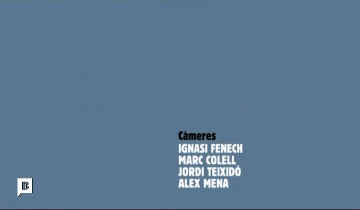 Càmeres
IGNASI FENECH
MARC COLELL
JORDI TEIXIDÓ
ALEX MENA